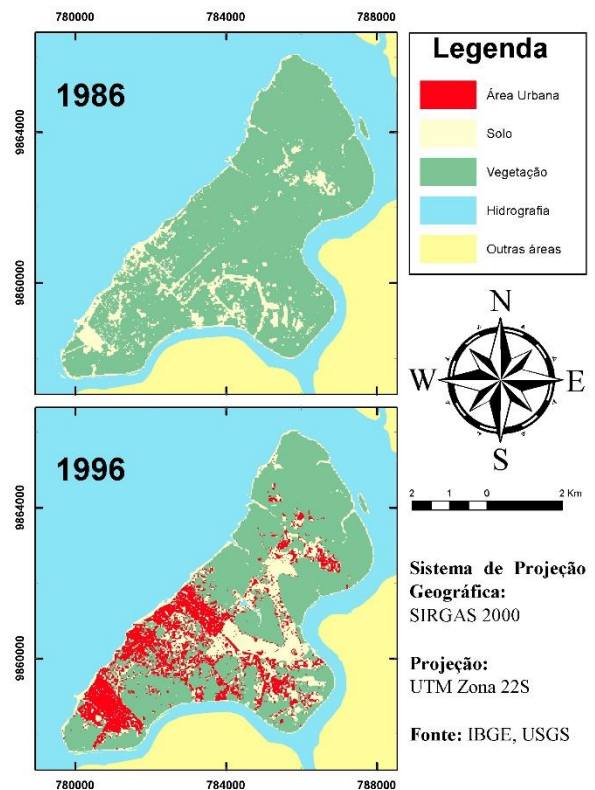 780000 784000 788000
1986
9864000
9860000
1996
9864000
9860000
780000 784000 788000
Legenda
Área Urbana
Solo
Vegetação
Hidrografia
Outras áreas
N
W E
S
2 1 0 2 Km
Sistema de Projeção
Geográfica:
SIRGAS 2000
Projeção:
UTM Zona 22S
Fonte: IBGE, USGS